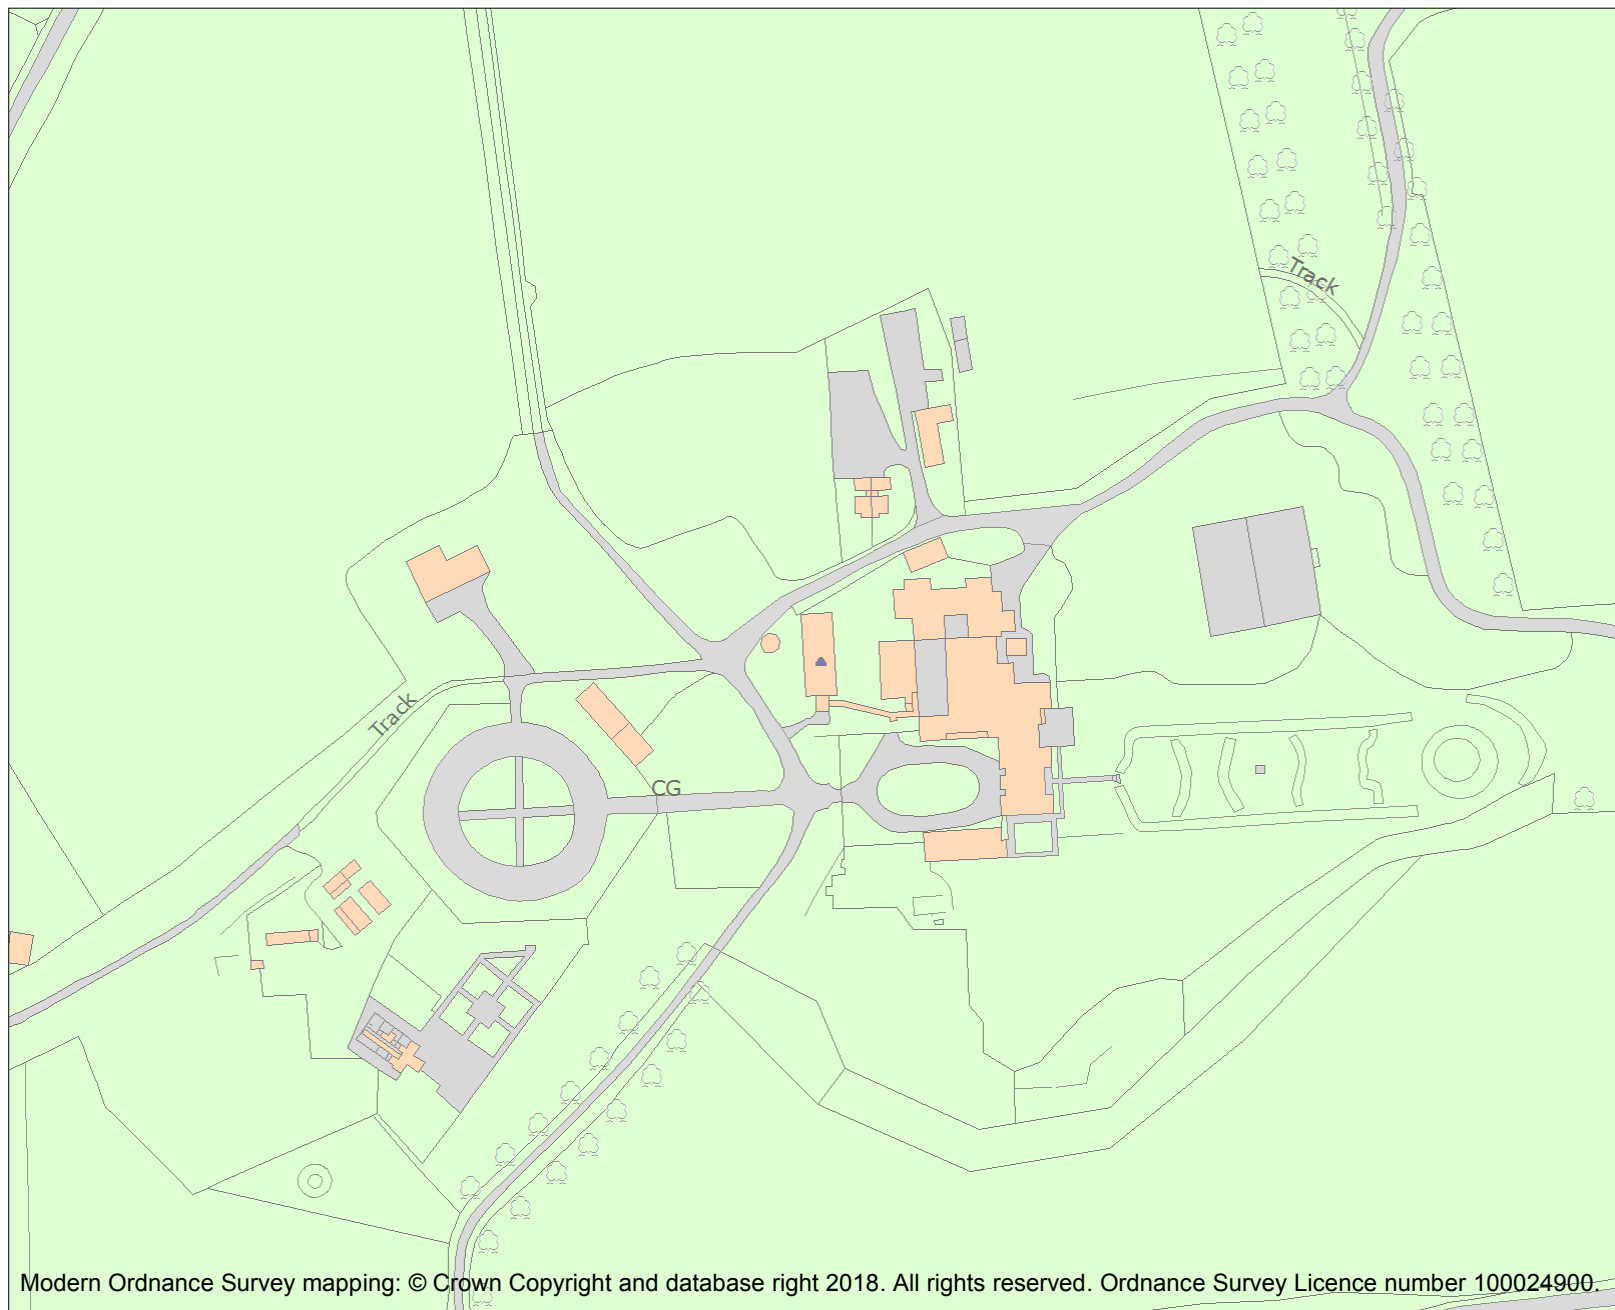 Track
Track
CG
Modern Ordnance Survey mapping: © Crown Copyright and database right 2018. All rights reserved. Ordnance Survey Licence number 100024900.